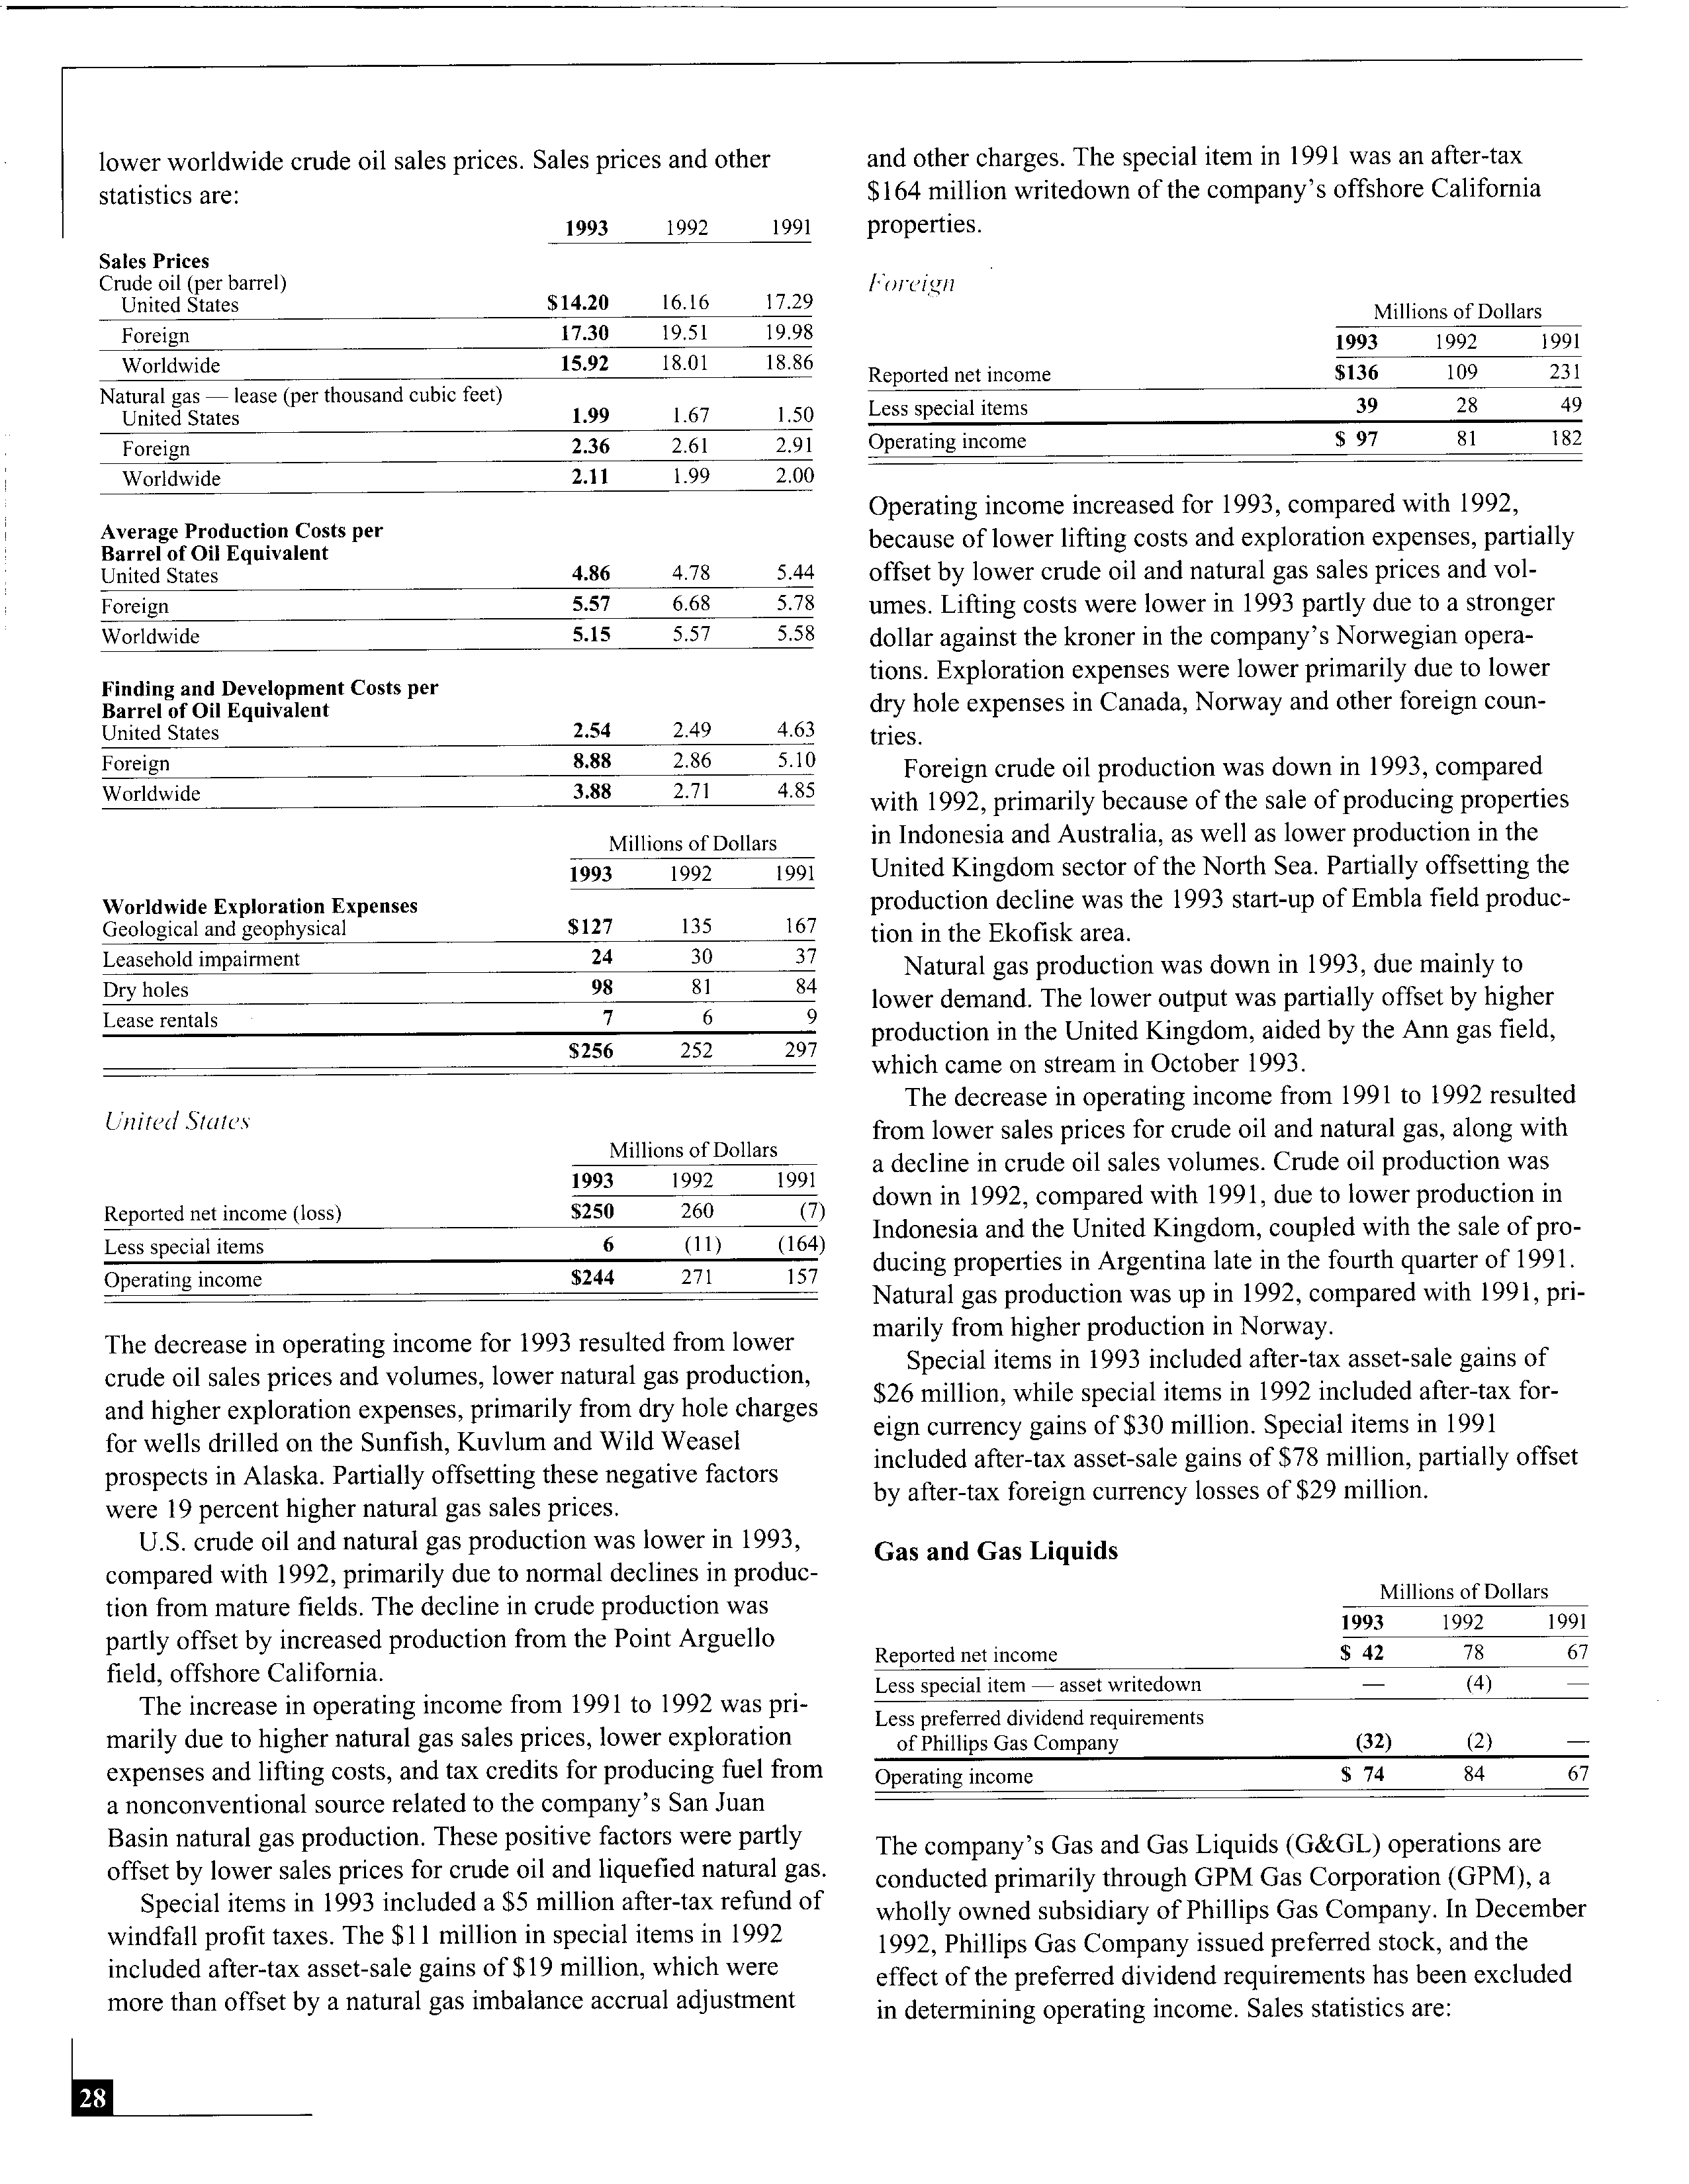 lower worldwide crude oil sales prices. Sales prices and other
statistics are:
1993 1992 1991
Sales Prices
Crude oil (per barrel)
United States $14.20 16.16 17.29
Foreign 17.30 19.51 19.98
Worldwide 15.92 18.01 18.86
Natural gas — lease (per thousand cubic feet)
United States 1.99 1.67 1.50
Foreign 2.36 2.61 2.91
Worldwide 2.11 1.99 2.00
Average Production Costs per
Barrel of Oil Equivalent
United States 4.86 4.78 5.44
Foreign 5.57 6.68 5.78
Worldwide 5.15 5.57 5.58
Finding and Development Costs per
Barrel of Oil Equivalent
United States 2.54 2.49 4.63
Foreign 8.88 2.86 5.10
Worldwide 3.88 2.71 4.85
Millions of Dollars
1993 1992 1991
Worldwide Exploration Expenses
Geological and geophysical $127 135 167
Leasehold impairment 24 30 37
Dry holes 98 81 84
Lease rentals 7 6 9
$256 252 297
United States
Millions of Dollars
1993 1992 1991
Reported net income (loss) $250 260 (7)
Less special items 6 (11) (164)
Operating income $244 271 157
The decrease in operating income for 1993 resulted from lower
crude oil sales prices and volumes, lower natural gas production,
and higher exploration expenses, primarily from dry hole charges
for wells drilled on the Sunfish, Kuvlum and Wild Weasel
prospects in Alaska. Partially offsetting these negative factors
were 19 percent higher natural gas sales prices.
U.S. crude oil and natural gas production was lower in 1993,
compared with 1992, primarily due to normal declines in produc-
tion from mature fields. The decline in crude production was
partly offset by increased production from the Point Arguello
field, offshore California.
The increase in operating income from 1991 to 1992 was pri-
marily due to higher natural gas sales prices, lower exploration
expenses and lifting costs, and tax credits for producing fuel from
a nonconventional source related to the company's San Juan
Basin natural gas production. These positive factors were partly
offset by lower sales prices for crude oil and liquefied natural gas.
Special items in 1993 included a $5 million after-tax refund of
windfall profit taxes. The $11 million in special items in 1992
included after-tax asset-sale gains of $19 million, which were
more than offset by a natural gas imbalance accrual adjustment
and other charges. The special item in 1991 was an after-tax
$164 million writedown of the company's offshore California
properties.
Foreign
Millions of Dollars
1993 1992 1991
Reported net income $136 109 231
Less special items 39 28 49
Operating income $ 97 81 182
Operating income increased for 1993, compared with 1992,
because of lower lifting costs and exploration expenses, partially
offset by lower crude oil and natural gas sales prices and vol-
umes. Lifting costs were lower in 1993 partly due to a stronger
dollar against the kroner in the company's Norwegian opera-
tions. Exploration expenses were lower primarily due to lower
dry hole expenses in Canada, Norway and other foreign coun-
tries.
Foreign crude oil production was down in 1993, compared
with 1992, primarily because of the sale of producing properties
in Indonesia and Australia, as well as lower production in the
United Kingdom sector of the North Sea. Partially offsetting the
production decline was the 1993 start-up of Embla field produc-
tion in the Ekofisk area.
Natural gas production was down in 1993, due mainly to
lower demand. The lower output was partially offset by higher
production in the United Kingdom, aided by the Ann gas field,
which came on stream in October 1993.
The decrease in operating income from 1991 to 1992 resulted
from lower sales prices for crude oil and natural gas, along with
a decline in crude oil sales volumes. Crude oil production was
down in 1992, compared with 1991, due to lower production in
Indonesia and the United Kingdom, coupled with the sale of pro-
ducing properties in Argentina late in the fourth quarter of 1991.
Natural gas production was up in 1992, compared with 1991, pri-
marily from higher production in Norway.
Special items in 1993 included after-tax asset-sale gains of
$26 million, while special items in 1992 included after-tax for-
eign currency gains of $30 million. Special items in 1991
included after-tax asset-sale gains of $78 million, partially offset
by after-tax foreign currency losses of $29 million.
Gas and Gas Liquids
Millions of Dollars
1993 1992 1991
Reported net income $ 42 78 67
Less special item — asset writedown — (4) —
Less preferred dividend requirements
of Phillips Gas Company (32) (2) —
Operating income $ 74 84 67
The company's Gas and Gas Liquids (G&GL) operations are
conducted primarily through GPM Gas Corporation (GPM), a
wholly owned subsidiary of Phillips Gas Company. In December
1992, Phillips Gas Company issued preferred stock, and the
effect of the preferred dividend requirements has been excluded
in determining operating income. Sales statistics are:
28